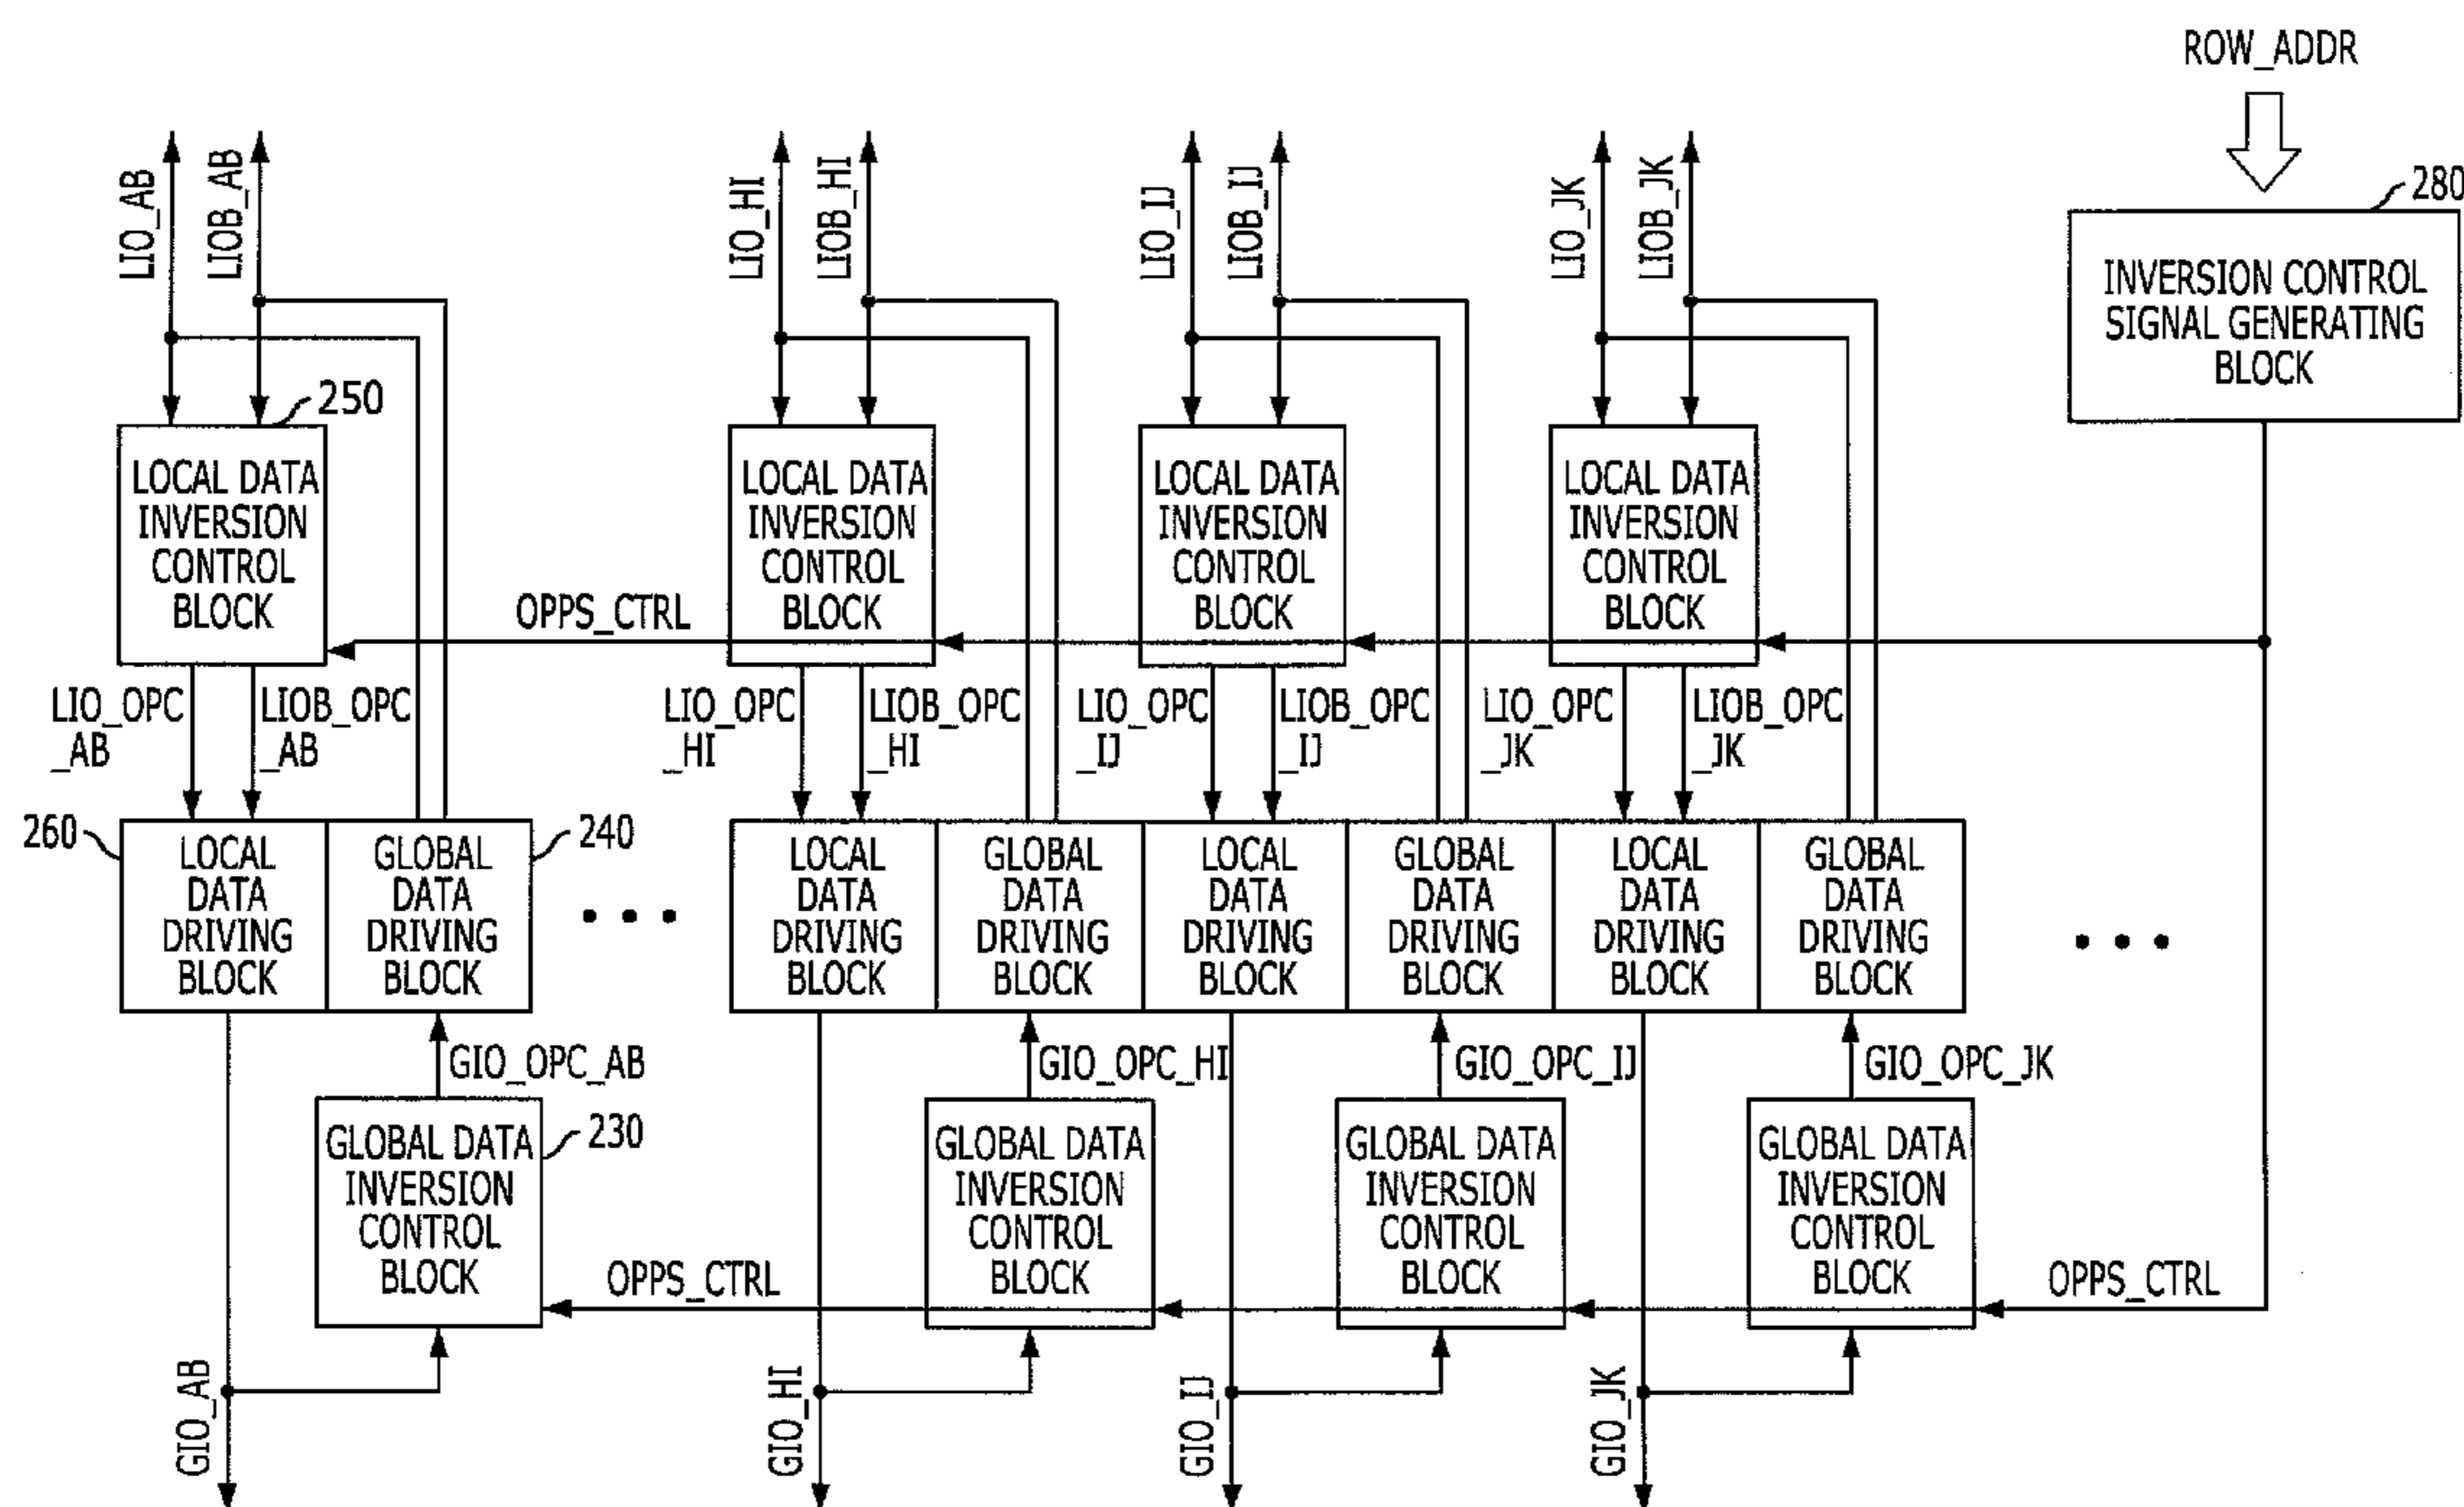 ROW_ADDR
280
INVERSION CONTROL
SIGNAL GENERATING
BLOCK
LIO_AB
LIOB_AB
LIO_HI
LIOB_HI
LIO_IJ
LIOB_IJ
LIO_JK
LIOB_JK
250
LOCAL DATA
INVERSION
CONTROL
BLOCK
LOCAL DATA
INVERSION
CONTROL
BLOCK
LOCAL DATA
INVERSION
CONTROL
BLOCK
LOCAL DATA
INVERSION
CONTROL
BLOCK
OPPS_CTRL
LIO_OPC
_AB
LIOB_OPC
_AB
LIO_OPC
_HI
LIOB_OPC
_HI
LIO_OPC
_IJ
LIOB_OPC
_IJ
LIO_OPC
_JK
LIOB_OPC
_JK
260
LOCAL
DATA
DRIVING
BLOCK
GLOBAL
DATA
DRIVING
BLOCK
240
• • •
LOCAL
DATA
DRIVING
BLOCK
GLOBAL
DATA
DRIVING
BLOCK
LOCAL
DATA
DRIVING
BLOCK
GLOBAL
DATA
DRIVING
BLOCK
LOCAL
DATA
DRIVING
BLOCK
GLOBAL
DATA
DRIVING
BLOCK
• • •
GIO_OPC_AB
GIO_OPC_HI
GIO_OPC_IJ
GIO_OPC_JK
GLOBAL DATA
INVERSION
CONTROL
BLOCK
230
GLOBAL DATA
INVERSION
CONTROL
BLOCK
GLOBAL DATA
INVERSION
CONTROL
BLOCK
GLOBAL DATA
INVERSION
CONTROL
BLOCK
OPPS_CTRL
OPPS_CTRL
GIO_AB
GIO_HI
GIO_IJ
GIO_JK